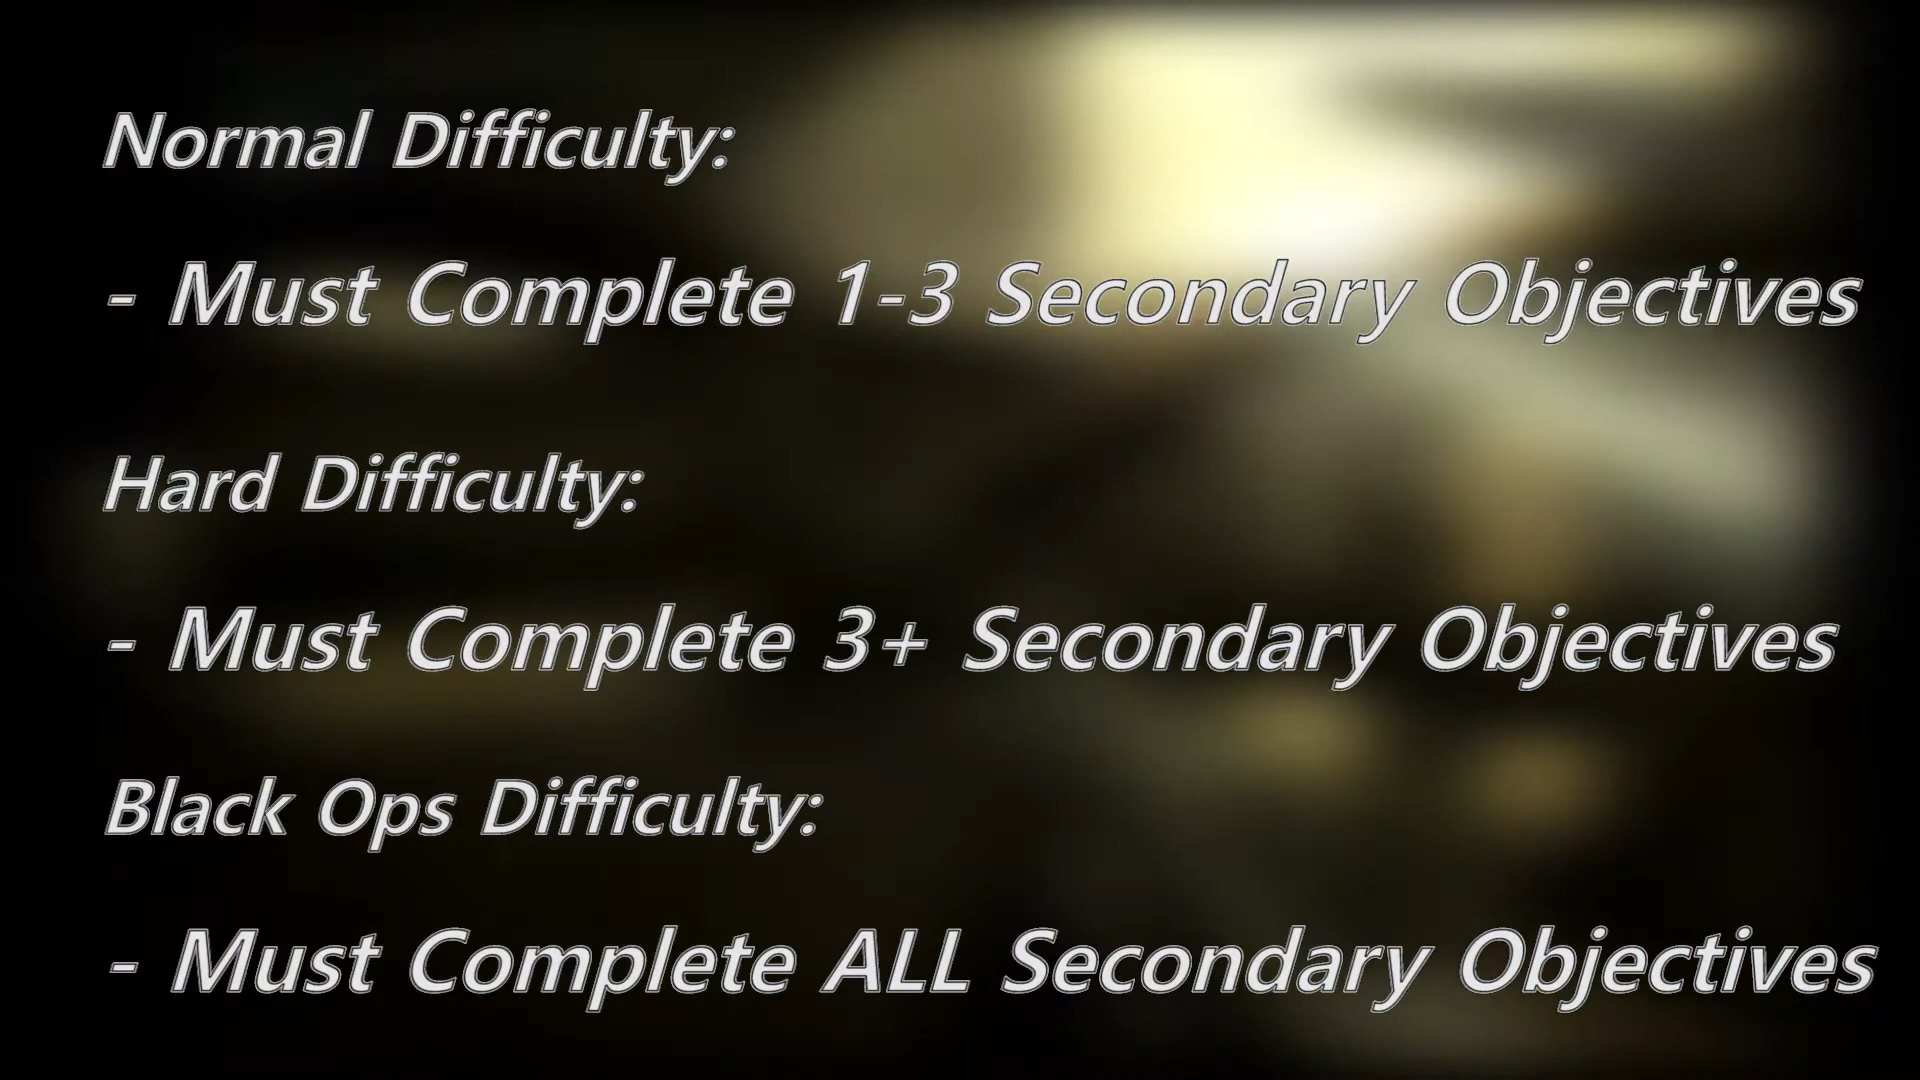 Normal Difficulty:
- Must Complete 1-3 Secondary Objectives
Hard Difficulty:
- Must Complete 3+ Secondary Objectives
Black Ops Difficulty:
- Must Complete ALL Secondary Objectives